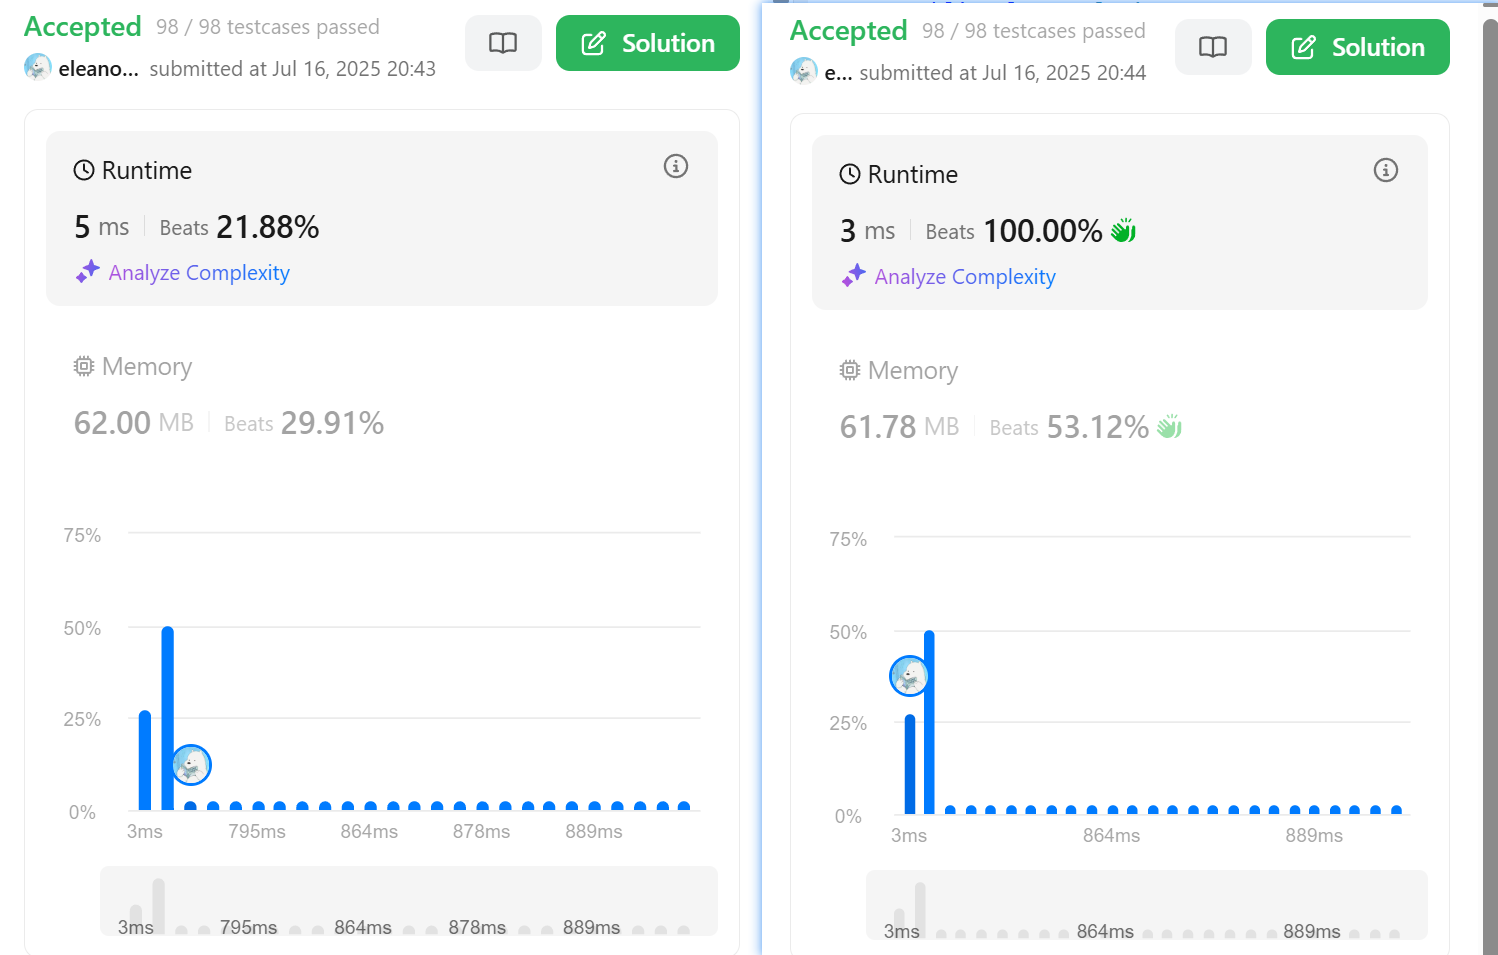 Accepted 98 / 98 testcases passed
eleano... submitted at Jul 16, 2025 20:43
Solution
Runtime
5 ms Beats 21.88%
Analyze Complexity
Memory
62.00 MB Beats 29.91%
75%
50%
25%
0%
3ms 795ms 864ms 878ms 889ms
3ms 795ms 864ms 878ms 889ms
Accepted 98 / 98 testcases passed
e... submitted at Jul 16, 2025 20:44
Solution
Runtime
3 ms Beats 100.00%
Analyze Complexity
Memory
61.78 MB Beats 53.12%
75%
50%
25%
0%
3ms 864ms 889ms
3ms 864ms 889ms